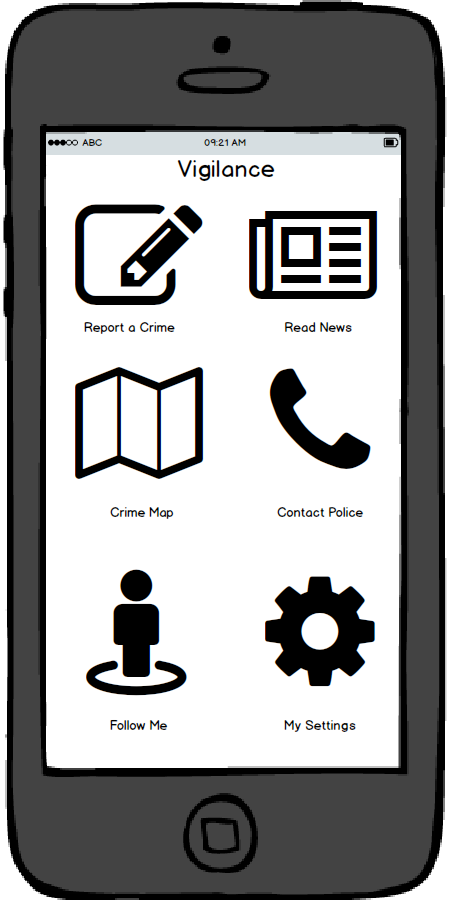 ABC 09:21 AM
Vigilance
Report a Crime Read News
Crime Map Contact Police
Follow Me My Settings